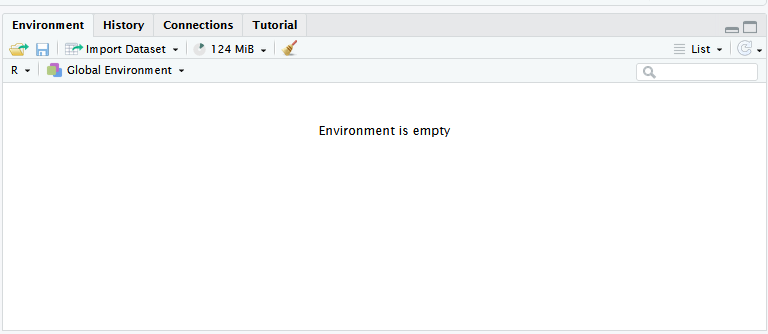 Environment History Connections Tutorial
Import Dataset 124 MiB List
R Global Environment
Environment is empty